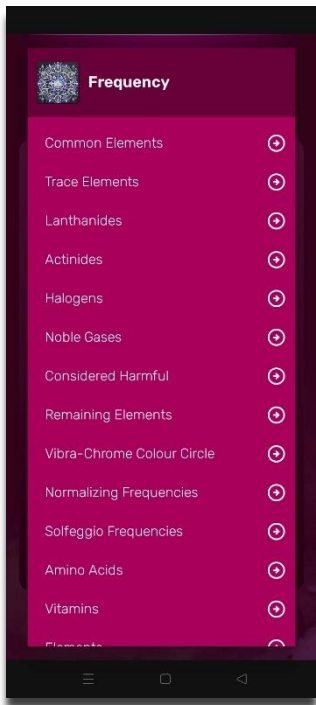 Frequency
Common Elements
Trace Elements
Lanthanides
Actinides
Halogens
Noble Gases
Considered Harmful
Remaining Elements
Vibra-Chrome Colour Circle
Normalizing Frequencies
Solfeggio Frequencies
Amino Acids
Vitamins
Elements